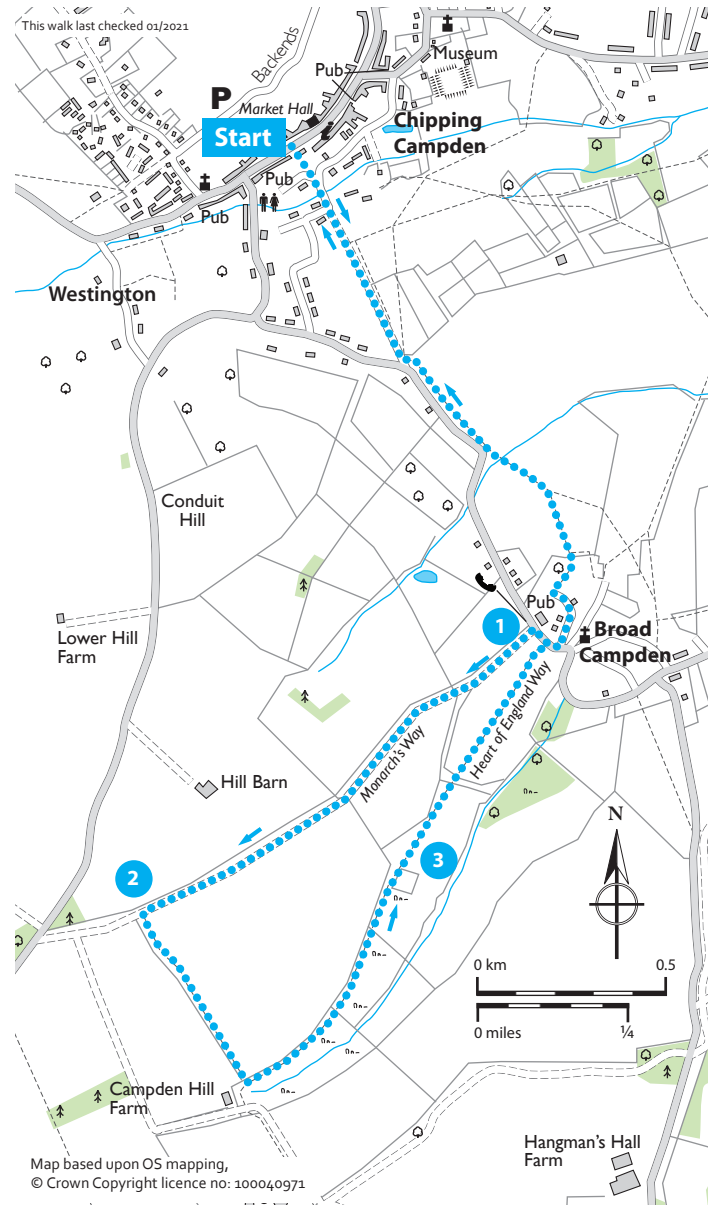 This walk last checked 01/2021
Backends
Pub
Museum
P
Market Hall
i
Start
Chipping
Campden
Pub
Pub
Westington
Conduit
Hill
Pub
1
Broad
Campden
Lower Hill
Farm
Heart of England Way
Monarch's Way
Hill Barn
N
3
2
0 km
0.5
0 miles
¼
Campden Hill
Farm
Hangman's Hall
Farm
Map based upon OS mapping,
© Crown Copyright licence no: 100040971